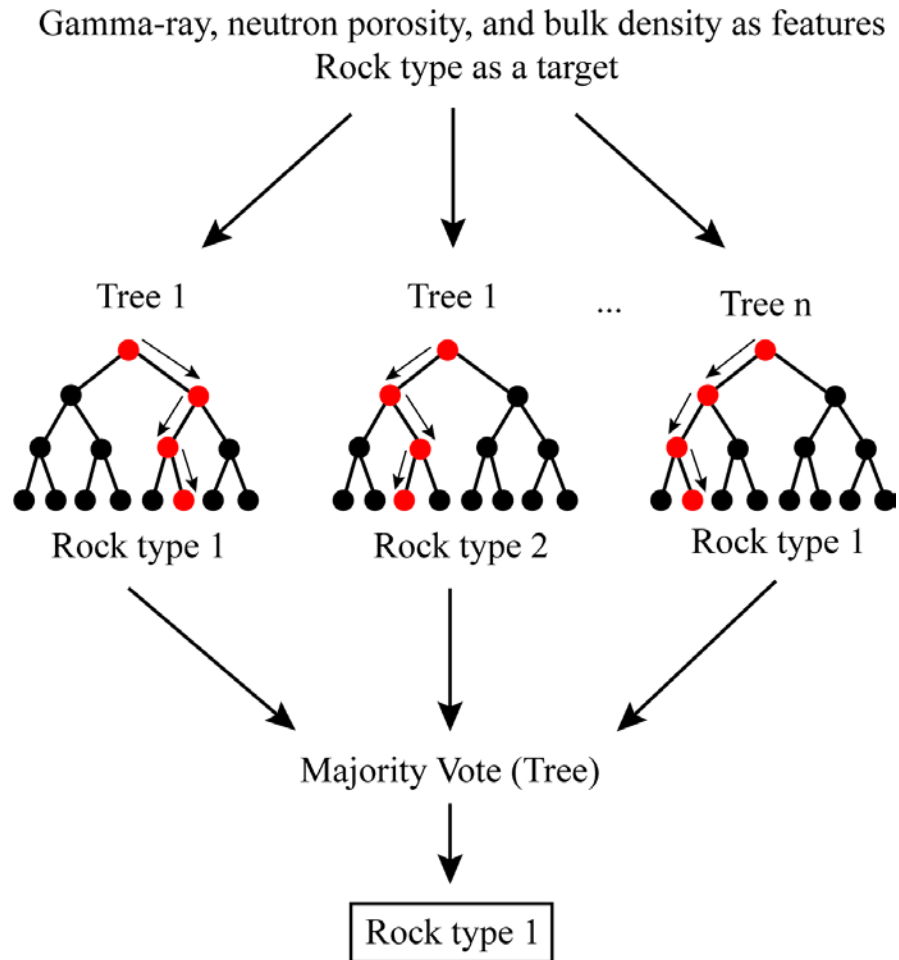 Gamma-ray, neutron porosity, and bulk density as features
Rock type as a target
Tree 1
Tree 1
...
Tree n
Rock type 1
Rock type 2
Rock type 1
Majority Vote (Tree)
Rock type 1